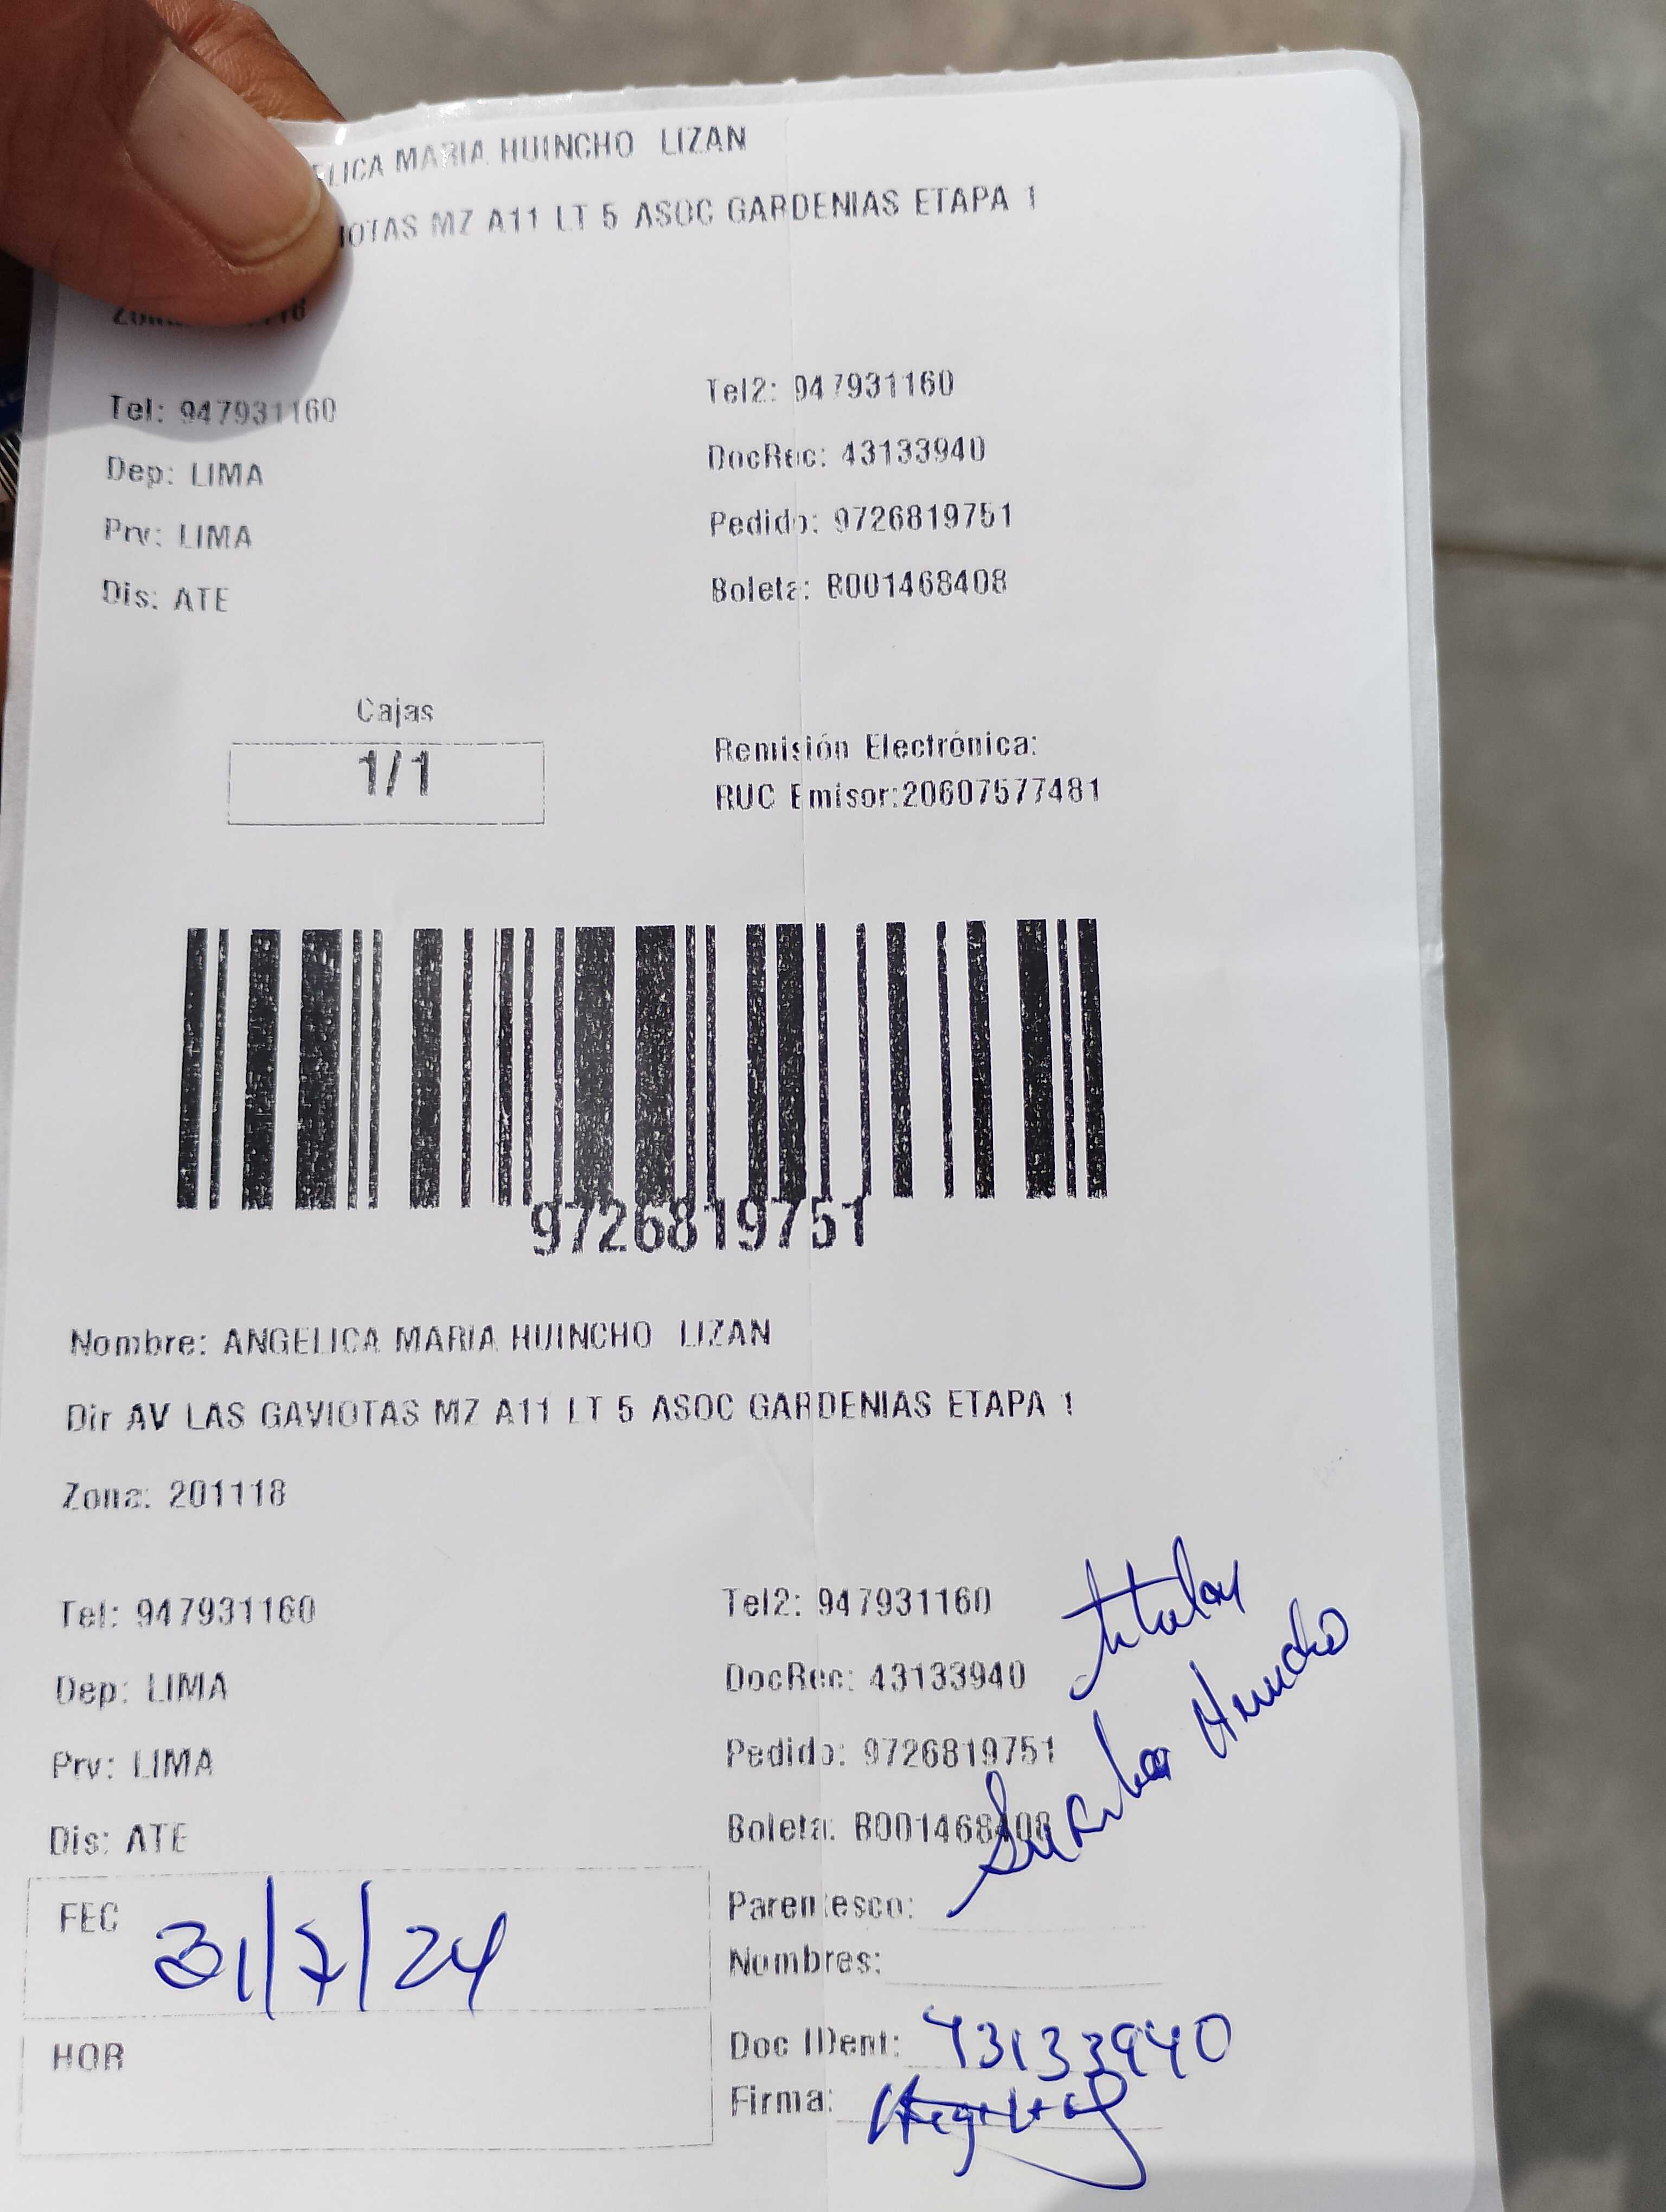 ELICA MARIA HUINCHO LIZAN
IOTAS MZ A11 LT 5 ASOC GARDENIAS ETAPA 1
Tel: 947931160
Tel2: 947931160
Dep: LIMA
DocRec: 43133940
Prv: LIMA
Pedido: 9726819751
Dis: ATE
Boleta: B001468408
Cajas
1/1
Remisión Electrónica:
RUC Emisor:20607577481
9726819751
Nombre: ANGELICA MARIA HUINCHO LIZAN
Dir AV LAS GAVIOTAS MZ A11 LT 5 ASOC GARDENIAS ETAPA 1
Zona: 201118
Tel: 947931160
Tel2: 947931160
titular
Dep: LIMA
DocRec: 43133940
Huincho
Prv: LIMA
Pedido: 9726819751
Dis: ATE
Boleta: B001468408
FEC 31/7/24
Parentesco:
Nombres:
HOR
Doc IDent: 43133940
Firma: